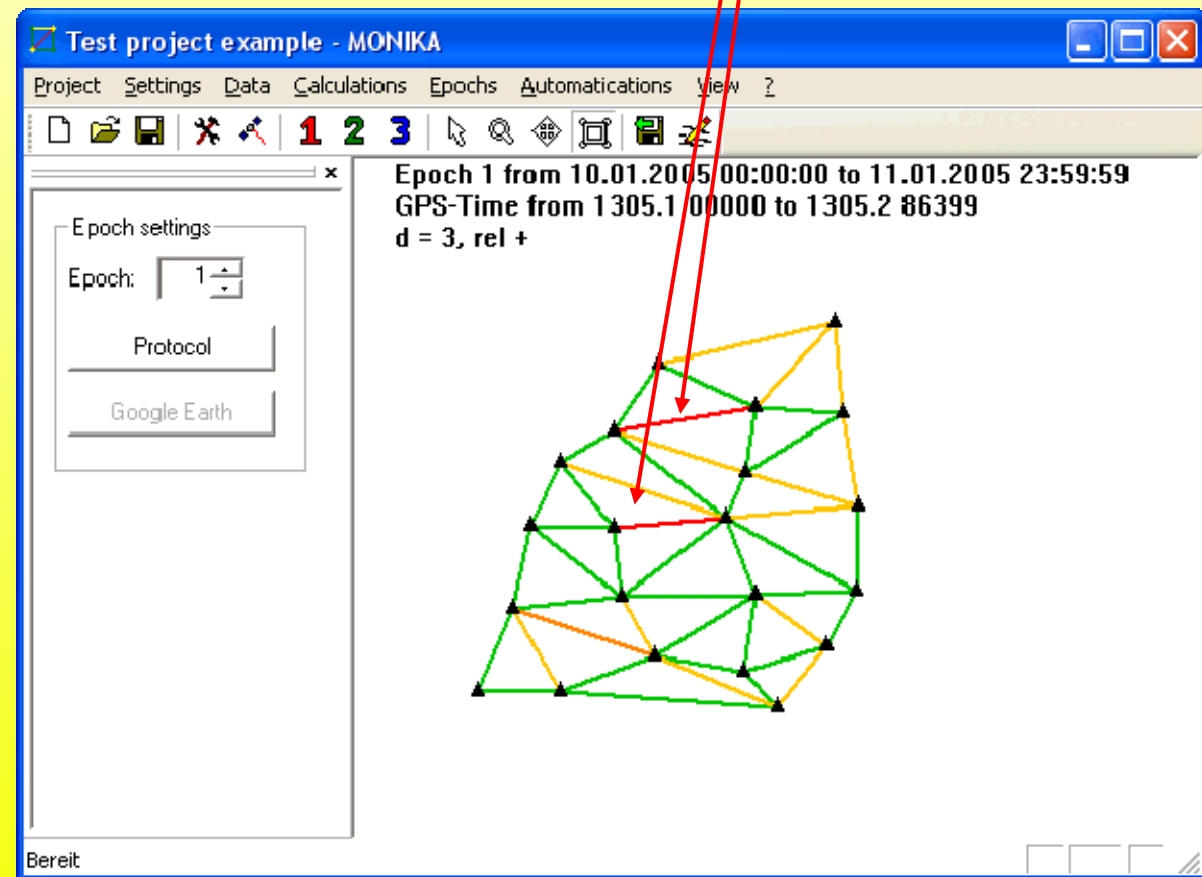 Test project example - MONIKA
Project Settings Data Calculations Epochs Automatications View ?
1 2 3
Epoch 1 from 10.01.2005 00:00:00 to 11.01.2005 23:59:59
GPS-Time from 1305.1 00000 to 1305.2 86399
d = 3, rel +
Epoch settings
Epoch: 1
Protocol
Google Earth
Bereit